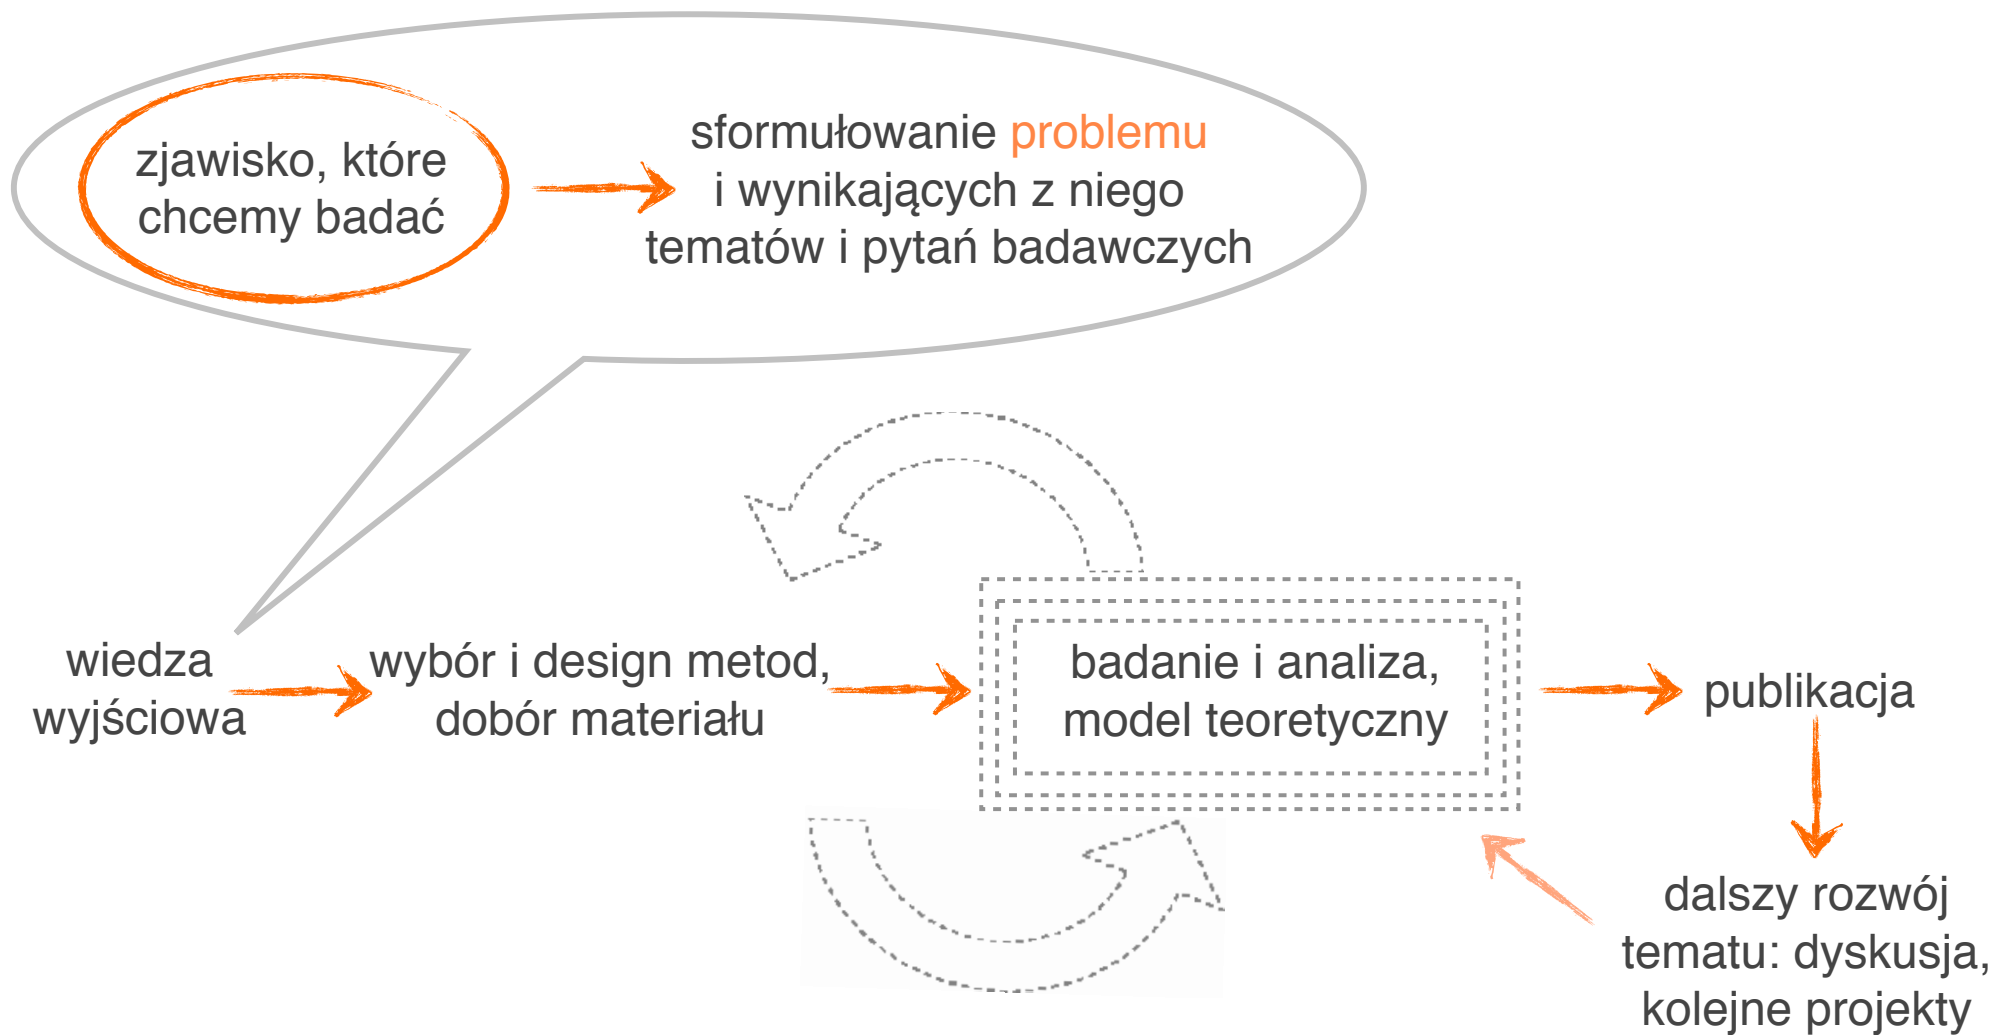 zjawisko, które
chcemy badać
sformułowanie problemu
i wynikających z niego
tematów i pytań badawczych
wiedza
wyjściowa
wybór i design metod,
dobór materiału
badanie i analiza,
model teoretyczny
publikacja
dalszy rozwój
tematu: dyskusja,
kolejne projekty